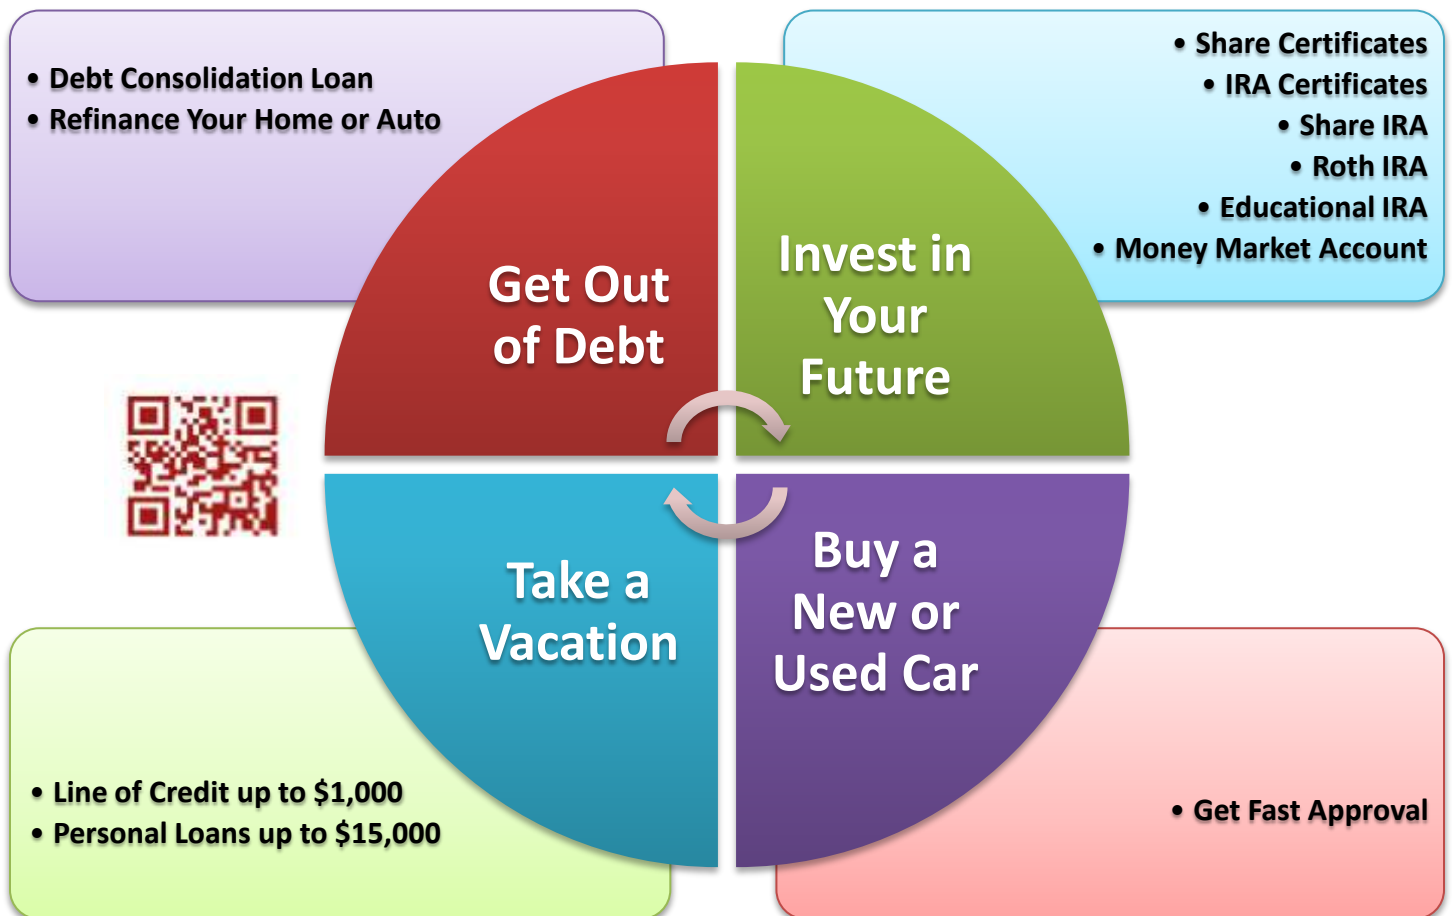 • Debt Consolidation Loan
• Refinance Your Home or Auto
• Share Certificates
• IRA Certificates
• Share IRA
• Roth IRA
• Educational IRA
• Money Market Account
Get Out
of Debt
Invest in
Your
Future
Take a
Vacation
Buy a
New or
Used Car
• Line of Credit up to $1,000
• Personal Loans up to $15,000
• Get Fast Approval